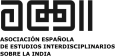 aeeii
ASOCIACIÓN ESPAÑOLA
DE ESTUDIOS INTERDISCIPLINARIOS
SOBRE LA INDIA